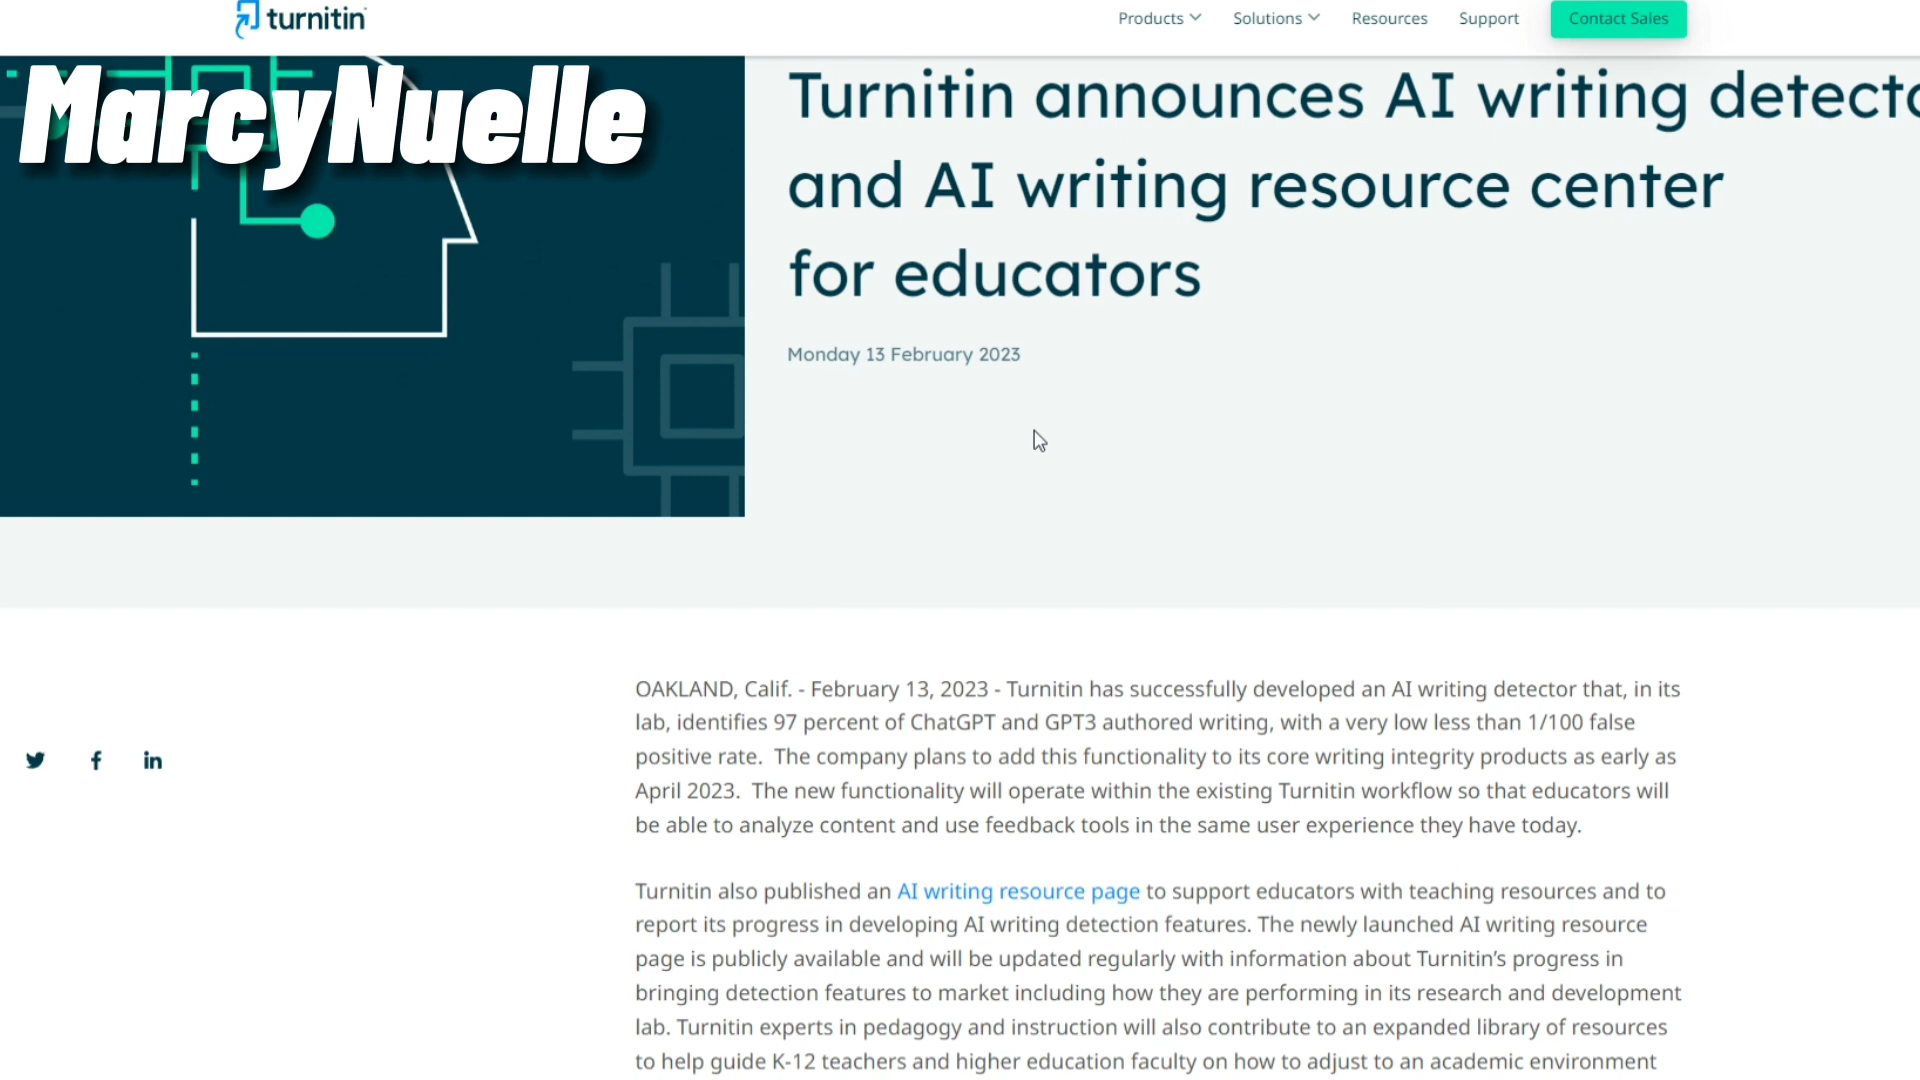 turnitin
Products
Solutions
Resources
Support
Contact Sales
MarcyNuelle
Turnitin announces AI writing detecto
and AI writing resource center
for educators
Monday 13 February 2023
OAKLAND, Calif. - February 13, 2023 - Turnitin has successfully developed an AI writing detector that, in its
lab, identifies 97 percent of ChatGPT and GPT3 authored writing, with a very low less than 1/100 false
positive rate. The company plans to add this functionality to its core writing integrity products as early as
April 2023. The new functionality will operate within the existing Turnitin workflow so that educators will
be able to analyze content and use feedback tools in the same user experience they have today.
Turnitin also published an AI writing resource page to support educators with teaching resources and to
report its progress in developing AI writing detection features. The newly launched AI writing resource
page is publicly available and will be updated regularly with information about Turnitin’s progress in
bringing detection features to market including how they are performing in its research and development
lab. Turnitin experts in pedagogy and instruction will also contribute to an expanded library of resources
to help guide K-12 teachers and higher education faculty on how to adjust to an academic environment